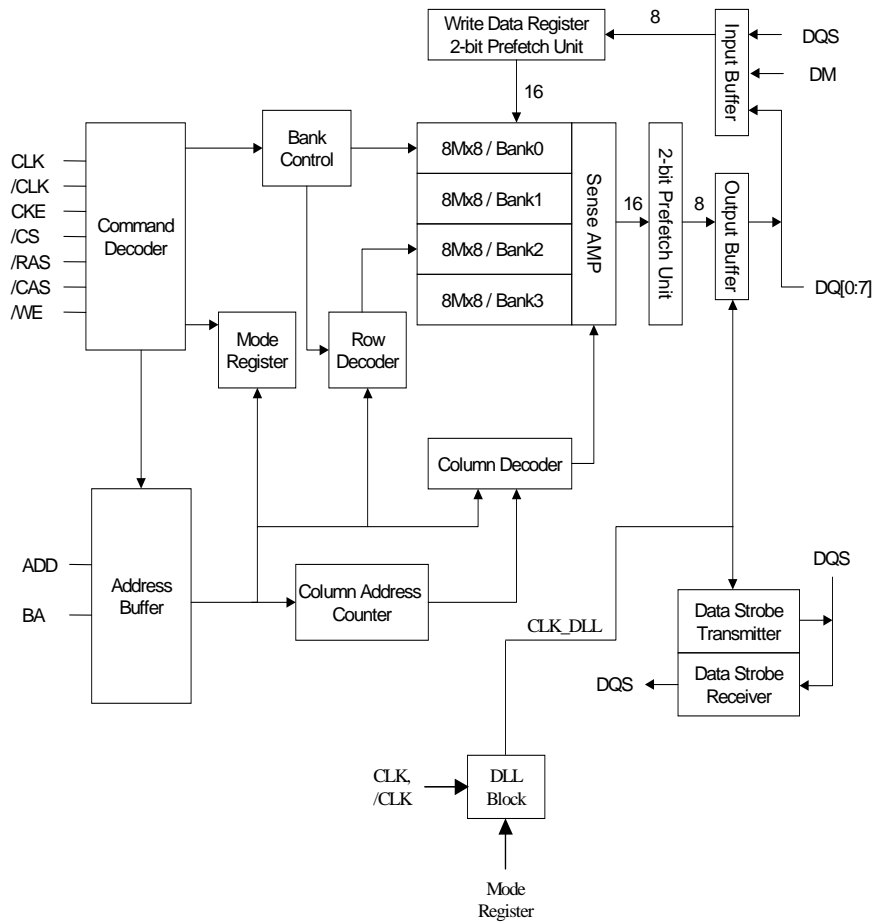 Write Data Register
2-bit Prefetch Unit
8
Input Buffer
DQS
DM
16
Bank
Control
8Mx8 / Bank0
8Mx8 / Bank1
8Mx8 / Bank2
8Mx8 / Bank3
Sense AMP
16
2-bit Prefetch Unit
8
Output Buffer
DQ[0:7]
CLK
/CLK
CKE
/CS
/RAS
/CAS
/WE
Command
Decoder
Mode
Register
Row
Decoder
Column Decoder
ADD
BA
Address
Buffer
Column Address
Counter
CLK_DLL
DQS
Data Strobe
Transmitter
Data Strobe
Receiver
DQS
CLK,
/CLK
DLL
Block
Mode
Register